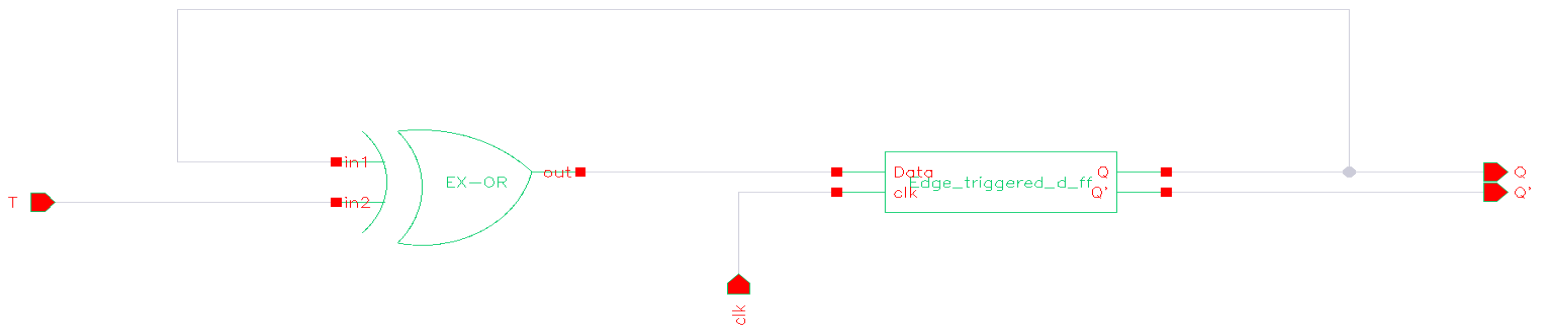 in1
EX-OR
out
in2
T
Data
Q
Edge_triggered_d_ff
clk
Q'
Q
Q'
clk